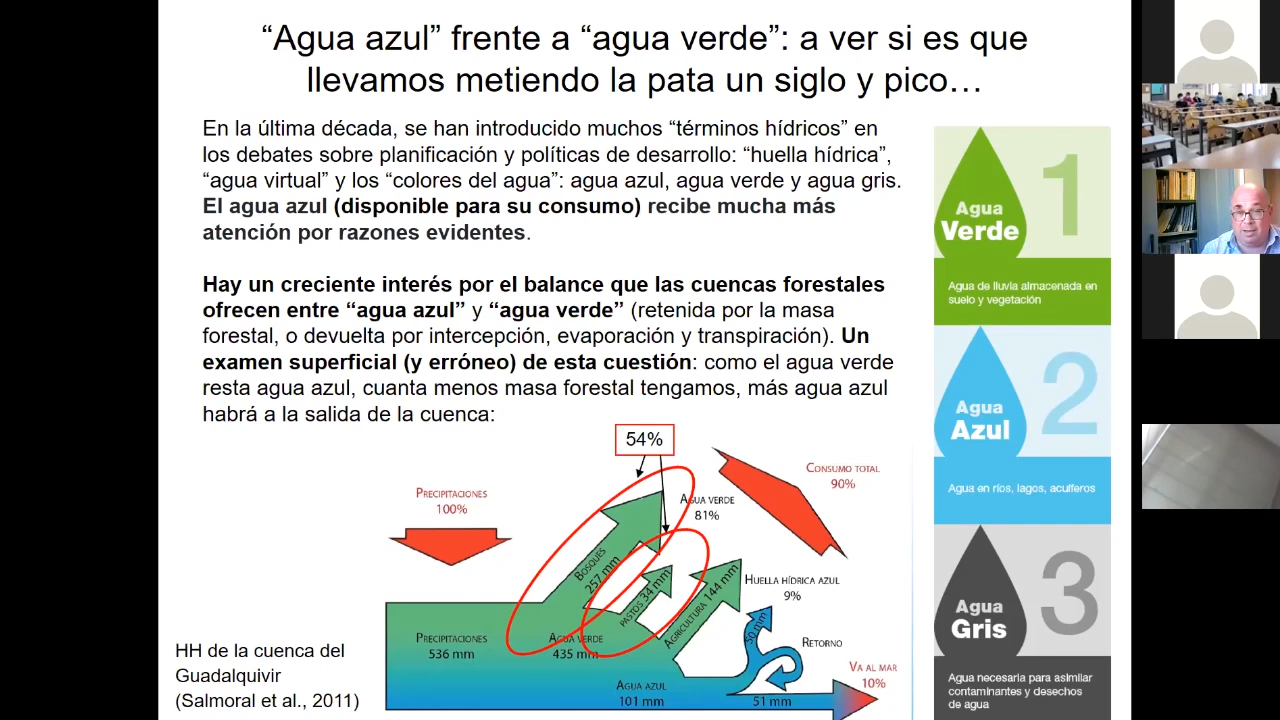 “Agua azul” frente a “agua verde”: a ver si es que
llevamos metiendo la pata un siglo y pico…
En la última década, se han introducido muchos “términos hídricos” en
los debates sobre planificación y políticas de desarrollo: “huella hídrica”,
“agua virtual” y los “colores del agua”: agua azul, agua verde y agua gris.
El agua azul (disponible para su consumo) recibe mucha más
atención por razones evidentes.
Hay un creciente interés por el balance que las cuencas forestales
ofrecen entre “agua azul” y “agua verde” (retenida por la masa
forestal, o devuelta por intercepción, evaporación y transpiración). Un
examen superficial (y erróneo) de esta cuestión: como el agua verde
resta agua azul, cuanta menos masa forestal tengamos, más agua azul
habrá a la salida de la cuenca:
54%
PRECIPITACIONES
100%
AGUA VERDE
81%
CONSUMO TOTAL
90%
BOSQUES
257 mm
PASTOS 34 mm
AGRICULTURA 144 mm
HUELLA HÍDRICA AZUL
9%
50 mm
RETORNO
PRECIPITACIONES
536 mm
AGUA VERDE
435 mm
AGUA AZUL
101 mm
51 mm
VA AL MAR
10%
HH de la cuenca del
Guadalquivir
(Salmoral et al., 2011)
1
Agua
Verde
Agua de lluvia almacenada en
suelo y vegetación
2
Agua
Azul
Agua en ríos, lagos, acuíferos
3
Agua
Gris
Agua necesaria para asimilar
contaminantes y desechos
de agua